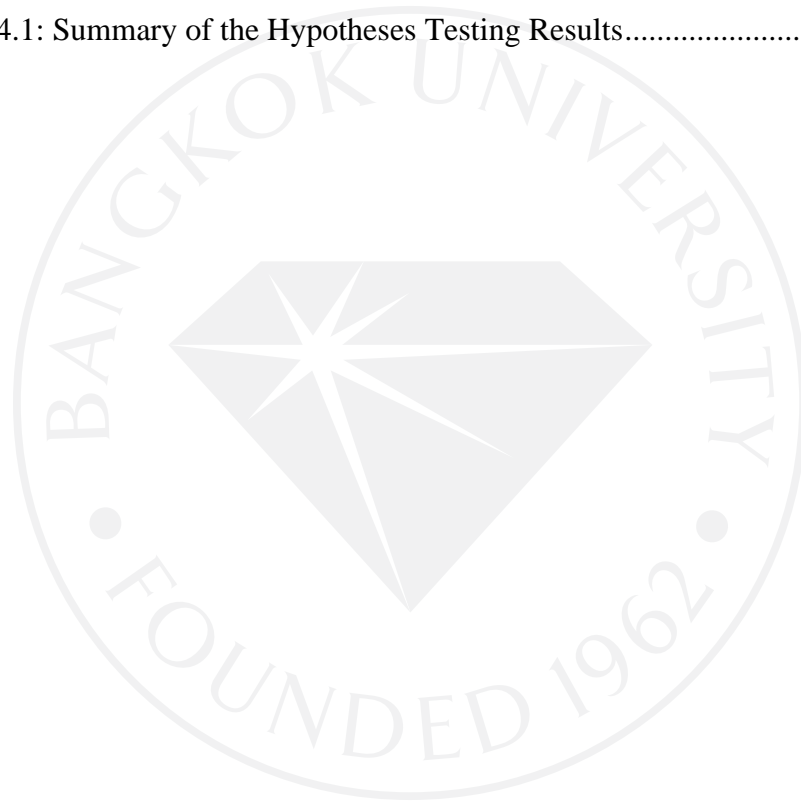 4.1: Summary of the Hypotheses Testing Results......................
BANGKOK UNIVERSITY
• FOUNDED 1962 •